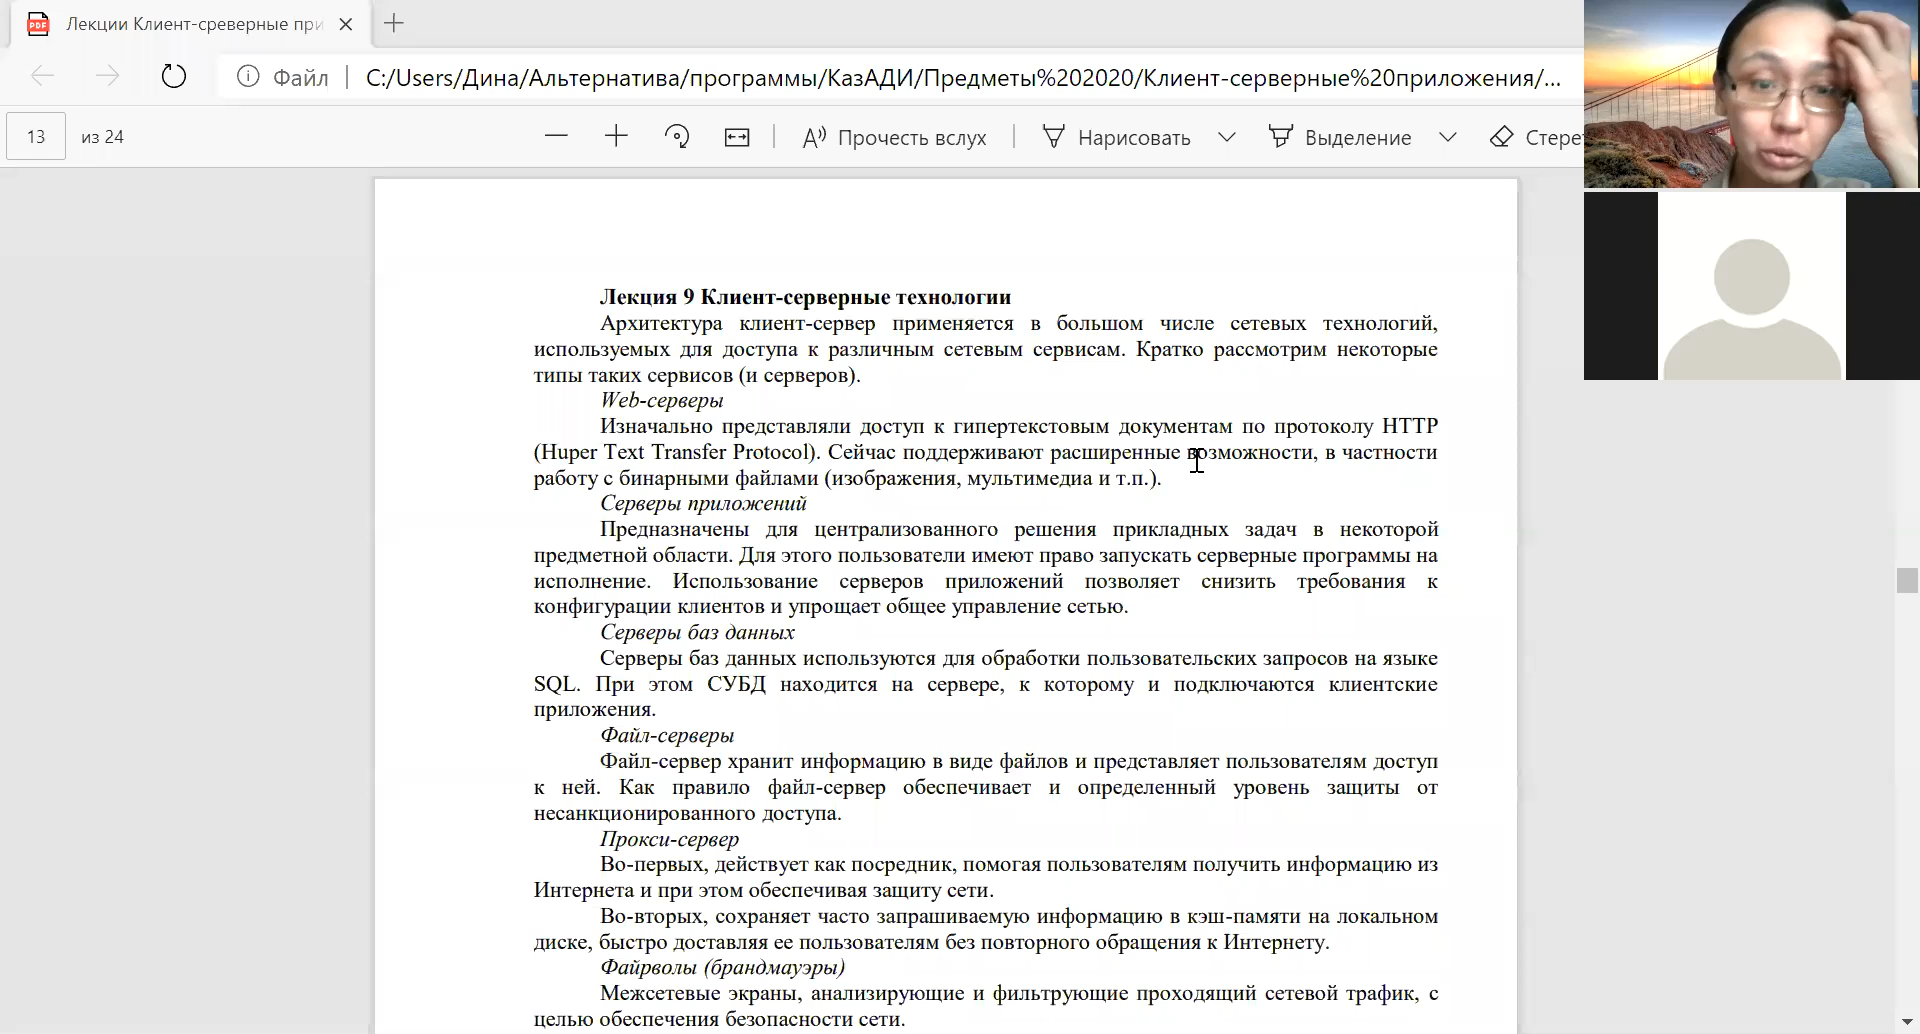 Лекции Клиент-среверные при
Файл | C:/Users/Дина/Альтернатива/программы/КазАДИ/Предметы%202020/Клиент-серверные%20приложения/...
13 из 24 Прочесть вслух Нарисовать Выделение Стере
Лекция 9 Клиент-серверные технологии
Архитектура клиент-сервер применяется в большом числе сетевых технологий,
используемых для доступа к различным сетевым сервисам. Кратко рассмотрим некоторые
типы таких сервисов (и серверов).
Web-серверы
Изначально представляли доступ к гипертекстовым документам по протоколу HTTP
(Huper Text Transfer Protocol). Сейчас поддерживают расширенные возможности, в частности
работу с бинарными файлами (изображения, мультимедиа и т.п.).
Серверы приложений
Предназначены для централизованного решения прикладных задач в некоторой
предметной области. Для этого пользователи имеют право запускать серверные программы на
исполнение. Использование серверов приложений позволяет снизить требования к
конфигурации клиентов и упрощает общее управление сетью.
Серверы баз данных
Серверы баз данных используются для обработки пользовательских запросов на языке
SQL. При этом СУБД находится на сервере, к которому и подключаются клиентские
приложения.
Файл-серверы
Файл-сервер хранит информацию в виде файлов и представляет пользователям доступ
к ней. Как правило файл-сервер обеспечивает и определенный уровень защиты от
несанкционированного доступа.
Прокси-сервер
Во-первых, действует как посредник, помогая пользователям получить информацию из
Интернета и при этом обеспечивая защиту сети.
Во-вторых, сохраняет часто запрашиваемую информацию в кэш-памяти на локальном
диске, быстро доставляя ее пользователям без повторного обращения к Интернету.
Файрволы (брандмауэры)
Межсетевые экраны, анализирующие и фильтрующие проходящий сетевой трафик, с
целью обеспечения безопасности сети.